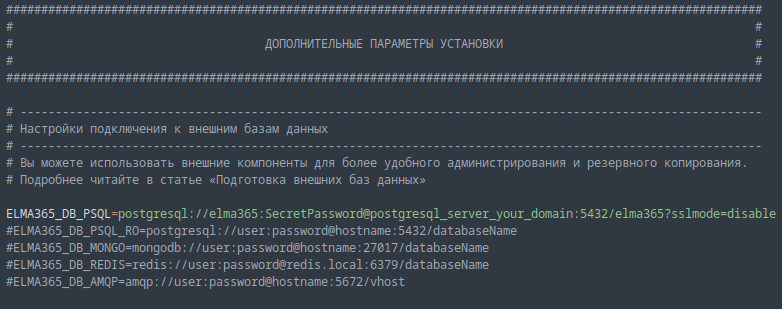 ############################################################################################################
# #
# ДОПОЛНИТЕЛЬНЫЕ ПАРАМЕТРЫ УСТАНОВКИ #
# #
############################################################################################################
# ----------------------------------------------------------------------------------------------------------
# Настройки подключения к внешним базам данных
# ----------------------------------------------------------------------------------------------------------
# Вы можете использовать внешние компоненты для более удобного администрирования и резервного копирования.
# Подробнее читайте в статье «Подготовка внешних баз данных»
ELMA365_DB_PSQL=postgresql://elma365:SecretPassword@postgresql_server_your_domain:5432/elma365?sslmode=disable
#ELMA365_DB_PSQL_RO=postgresql://user:password@hostname:5432/databaseName
#ELMA365_DB_MONGO=mongodb://user:password@hostname:27017/databaseName
#ELMA365_DB_REDIS=redis://user:password@redis.local:6379/databaseName
#ELMA365_DB_AMQP=amqp://user:password@hostname:5672/vhost